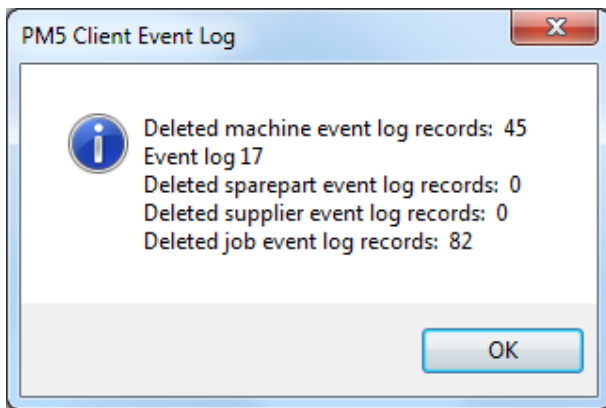 PM5 Client Event Log
Deleted machine event log records: 45
Event log 17
Deleted sparepart event log records: 0
Deleted supplier event log records: 0
Deleted job event log records: 82
OK